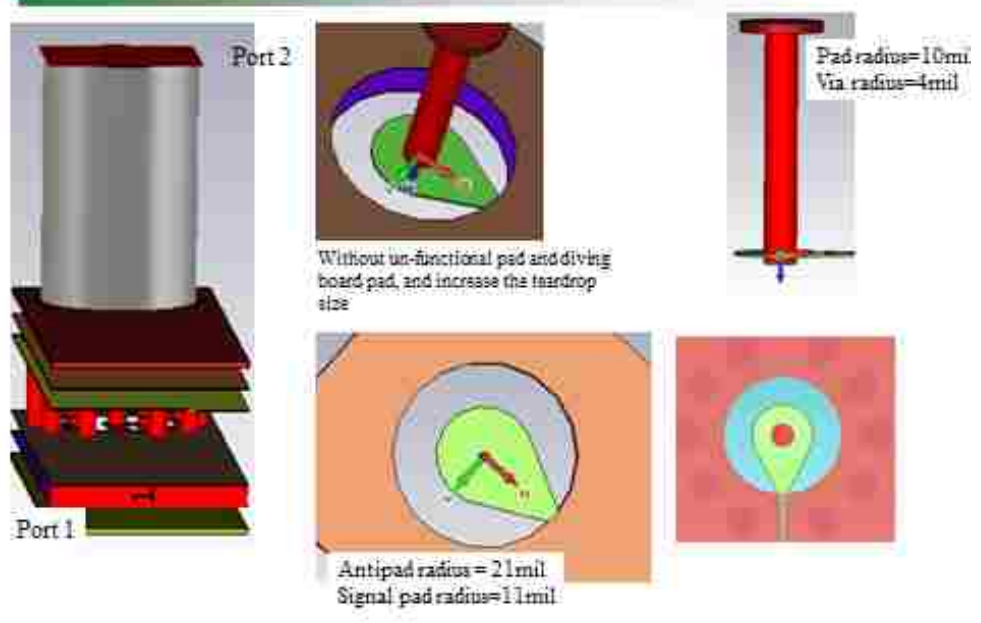 Port 2
Pad radius=10mil
Via radius=4mil
Without un-functional pad and diving
board pad, and increase the teardrop
size
Port 1
Antipad radius = 21mil
Signal pad radius=11mil